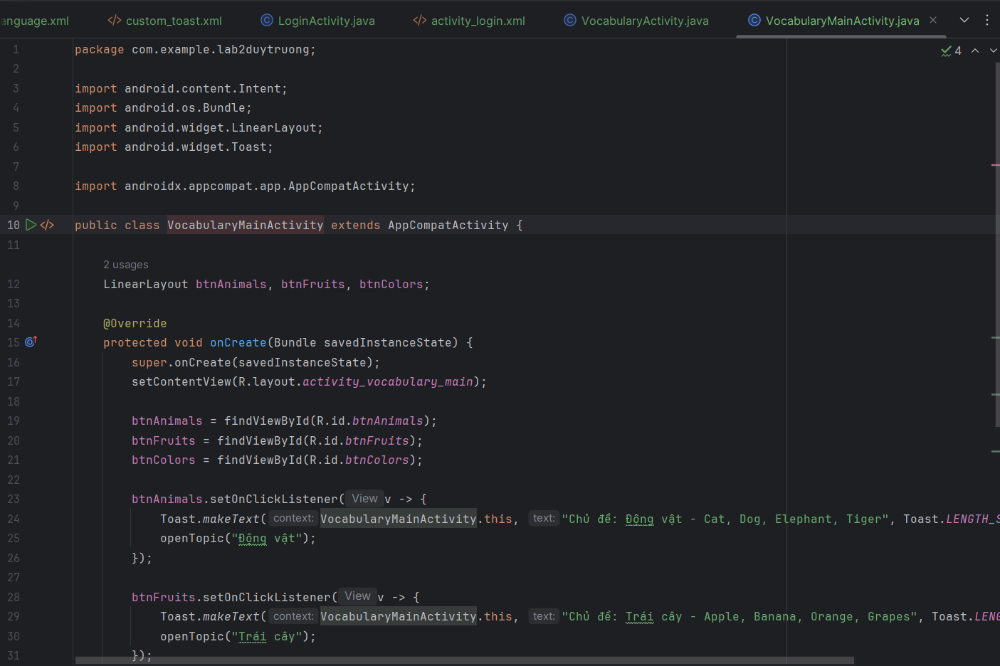 anguage.xml </> custom_toast.xml © LoginActivity.java </> activity_login.xml © VocabularyActivity.java © VocabularyMainActivity.java ×
4
1 package com.example.lab2duytruong;
2
3 import android.content.Intent;
4 import android.os.Bundle;
5 import android.widget.LinearLayout;
6 import android.widget.Toast;
7
8 import androidx.appcompat.app.AppCompatActivity;
9
10 </> public class VocabularyMainActivity extends AppCompatActivity {
11
2 usages
12 LinearLayout btnAnimals, btnFruits, btnColors;
13
14 @Override
15 protected void onCreate(Bundle savedInstanceState) {
16 super.onCreate(savedInstanceState);
17 setContentView(R.layout.activity_vocabulary_main);
18
19 btnAnimals = findViewById(R.id.btnAnimals);
20 btnFruits = findViewById(R.id.btnFruits);
21 btnColors = findViewById(R.id.btnColors);
22
23 btnAnimals.setOnClickListener( View v -> {
24 Toast.makeText( context: VocabularyMainActivity.this, text: "Chủ đề: Động vật - Cat, Dog, Elephant, Tiger", Toast.LENGTH_S
25 openTopic("Động vật");
26 });
27
28 btnFruits.setOnClickListener( View v -> {
29 Toast.makeText( context: VocabularyMainActivity.this, text: "Chủ đề: Trái cây - Apple, Banana, Orange, Grapes", Toast.LENG
30 openTopic("Trái cây");
31 });